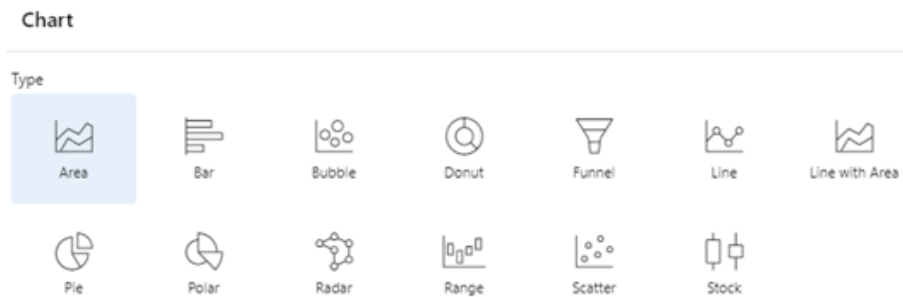 Chart
Type
Area Bar Bubble Donut Funnel Line Line with Area
Pie Polar Radar Range Scatter Stock